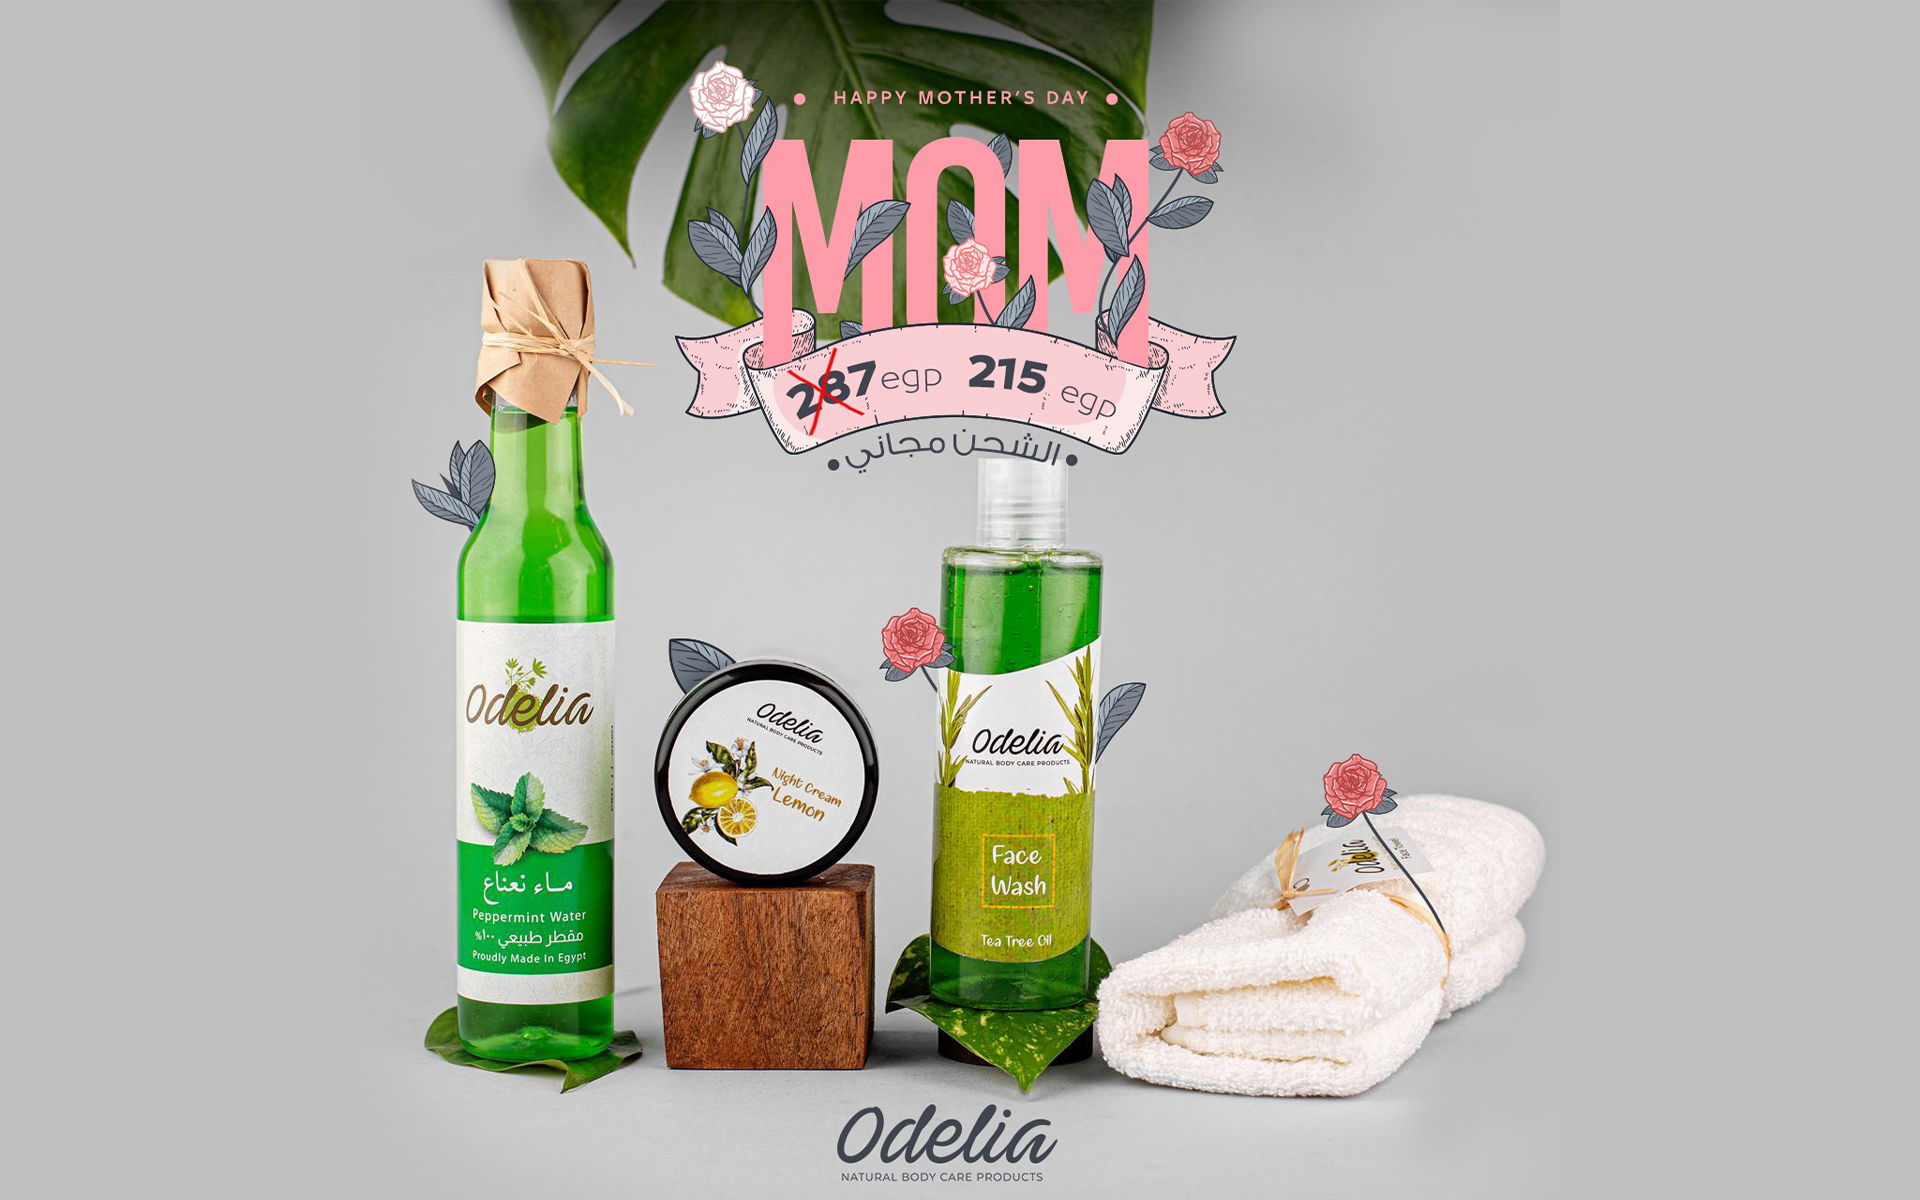 HAPPY MOTHER'S DAY
MOM
287 egp 215 egp
الشحن مجاني
Odelia
ماء نعناع
Peppermint Water
مقطر طبيعي ١٠٠%
Proudly Made In Egypt
Odelia
NATURAL BODY CARE PRODUCTS
Night Cream
Lemon
Odelia
NATURAL BODY CARE PRODUCTS
Face
Wash
Tea Tree Oil
Odelia
Face Towel
Odelia
NATURAL BODY CARE PRODUCTS